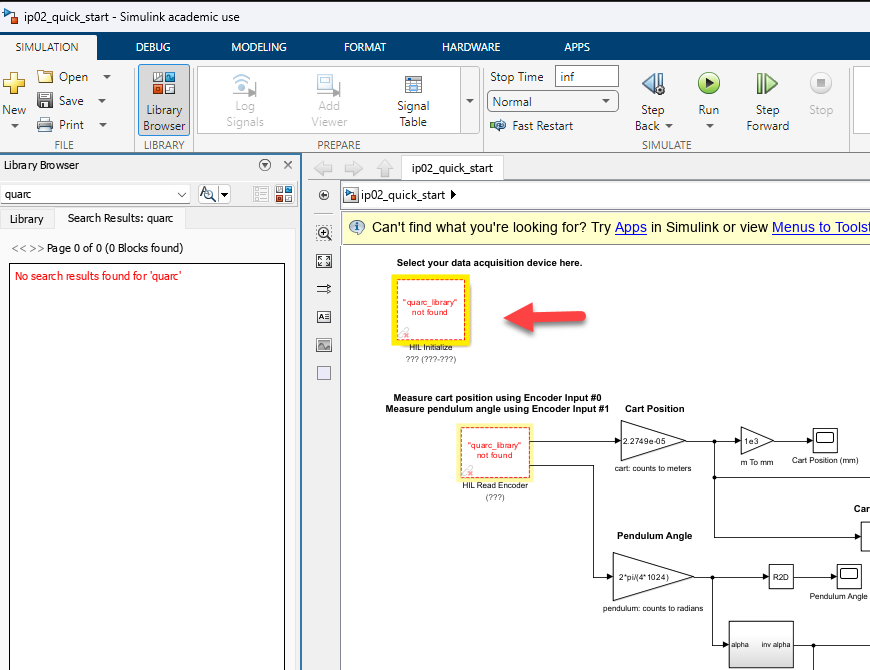 ip02_quick_start - Simulink academic use
SIMULATION DEBUG MODELING FORMAT HARDWARE APPS
New
Open
Save
Print
FILE
Library
Browser
LIBRARY
Log
Signals
Add
Viewer
Signal
Table
PREPARE
Stop Time inf
Normal
Fast Restart
Step
Back
Run
Step
Forward
Stop
SIMULATE
Library Browser
quarc
Library Search Results: quarc
<< >> Page 0 of 0 (0 Blocks found)
No search results found for 'quarc'
ip02_quick_start
ip02_quick_start
Can't find what you're looking for? Try Apps in Simulink or view Menus to Toolst
Select your data acquisition device here.
"quarc_library"
not found
HIL Initialize
??? (???-???)
Measure cart position using Encoder Input #0
Measure pendulum angle using Encoder Input #1
"quarc_library"
not found
HIL Read Encoder
(???)
Cart Position
2.2749e-05
cart: counts to meters
1e3
m To mm
Cart Position (mm)
Car
Pendulum Angle
2*pi/(4*1024)
pendulum: counts to radians
R2D
Pendulum Angle
alpha inv alpha